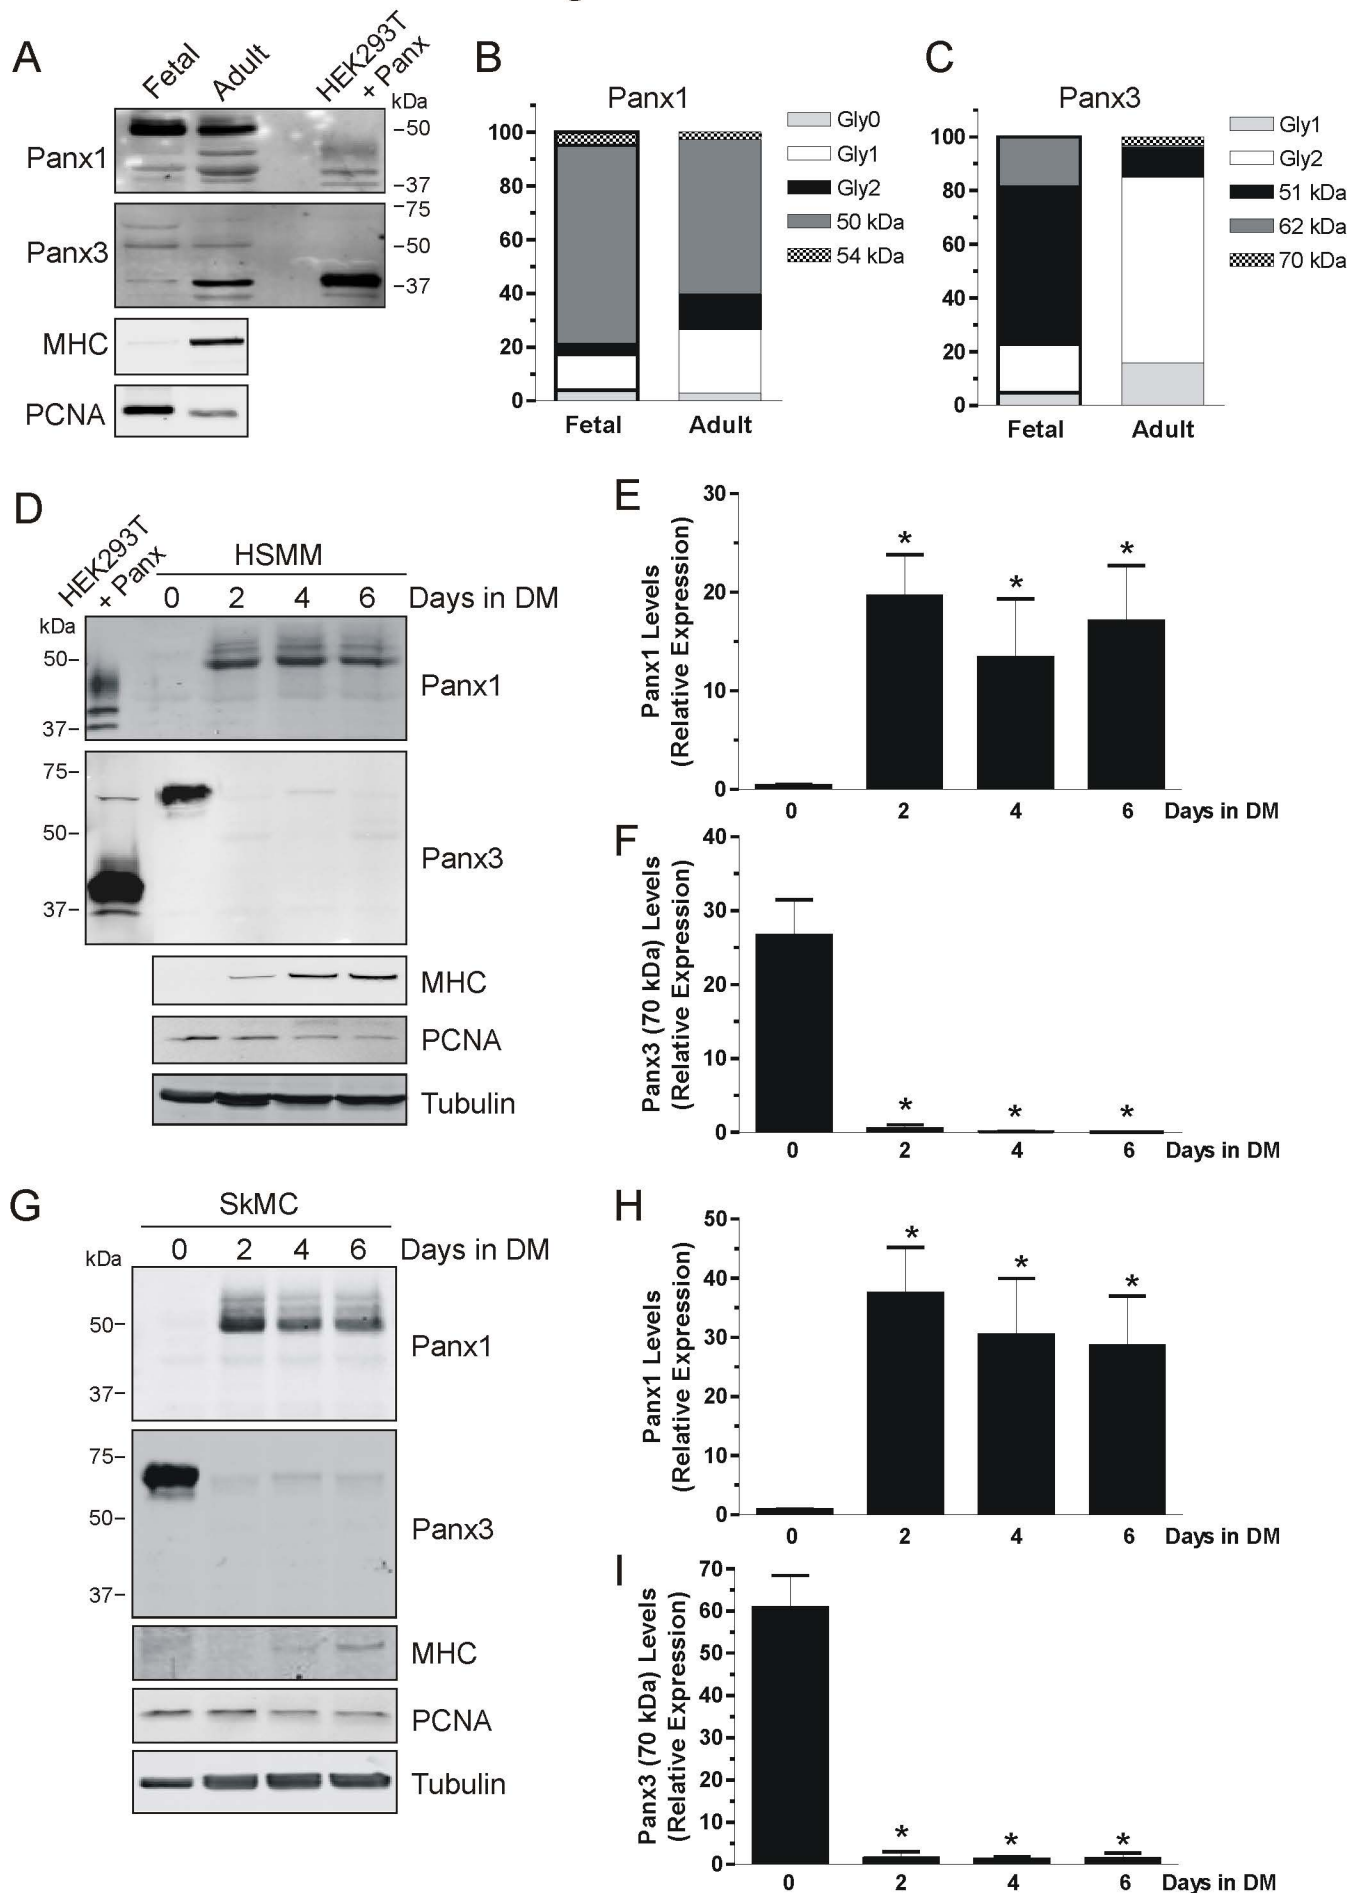 A
Fetal
Adult
HEK293T
+ Panx
kDa
Panx1
–50
–37
Panx3
–75
–50
–37
MHC
PCNA
B
Panx1
100
80
60
40
20
0
Fetal
Adult
Gly0
Gly1
Gly2
50 kDa
54 kDa
C
Panx3
100
80
60
40
20
0
Fetal
Adult
Gly1
Gly2
51 kDa
62 kDa
70 kDa
D
HEK293T
+ Panx
HSMM
0 2 4 6 Days in DM
kDa
50–
37–
Panx1
75–
50–
37–
Panx3
MHC
PCNA
Tubulin
E
Panx1 Levels
(Relative Expression)
30
20
10
0
* * *
0 2 4 6 Days in DM
F
Panx3 (70 kDa) Levels
(Relative Expression)
40
30
20
10
0
* * *
0 2 4 6 Days in DM
G
SkMC
0 2 4 6 Days in DM
kDa
50–
37–
Panx1
75–
50–
37–
Panx3
MHC
PCNA
Tubulin
H
Panx1 Levels
(Relative Expression)
50
40
30
20
10
0
* * *
0 2 4 6 Days in DM
I
Panx3 (70 kDa) Levels
(Relative Expression)
70
60
50
40
30
20
10
0
* * *
0 2 4 6 Days in DM